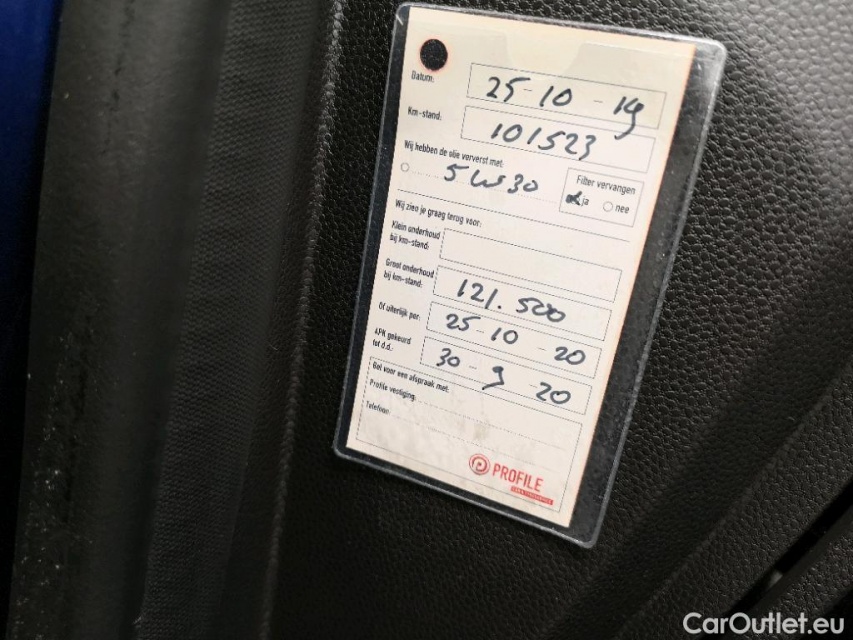 Datum: 25-10-19
Km-stand: 101523
Wij hebben de olie ververst met:
5W30
Filter vervangen
ja nee
Wij zien je graag terug voor:
Klein onderhoud
bij km-stand:
Groot onderhoud
bij km-stand: 121.500
Of uiterlijk per: 25-10-20
APK gekeurd
tot d.d.: 30-9-20
Bel voor een afspraak met:
Profile vestiging:
Telefoon:
PROFILE
CarOutlet.eu